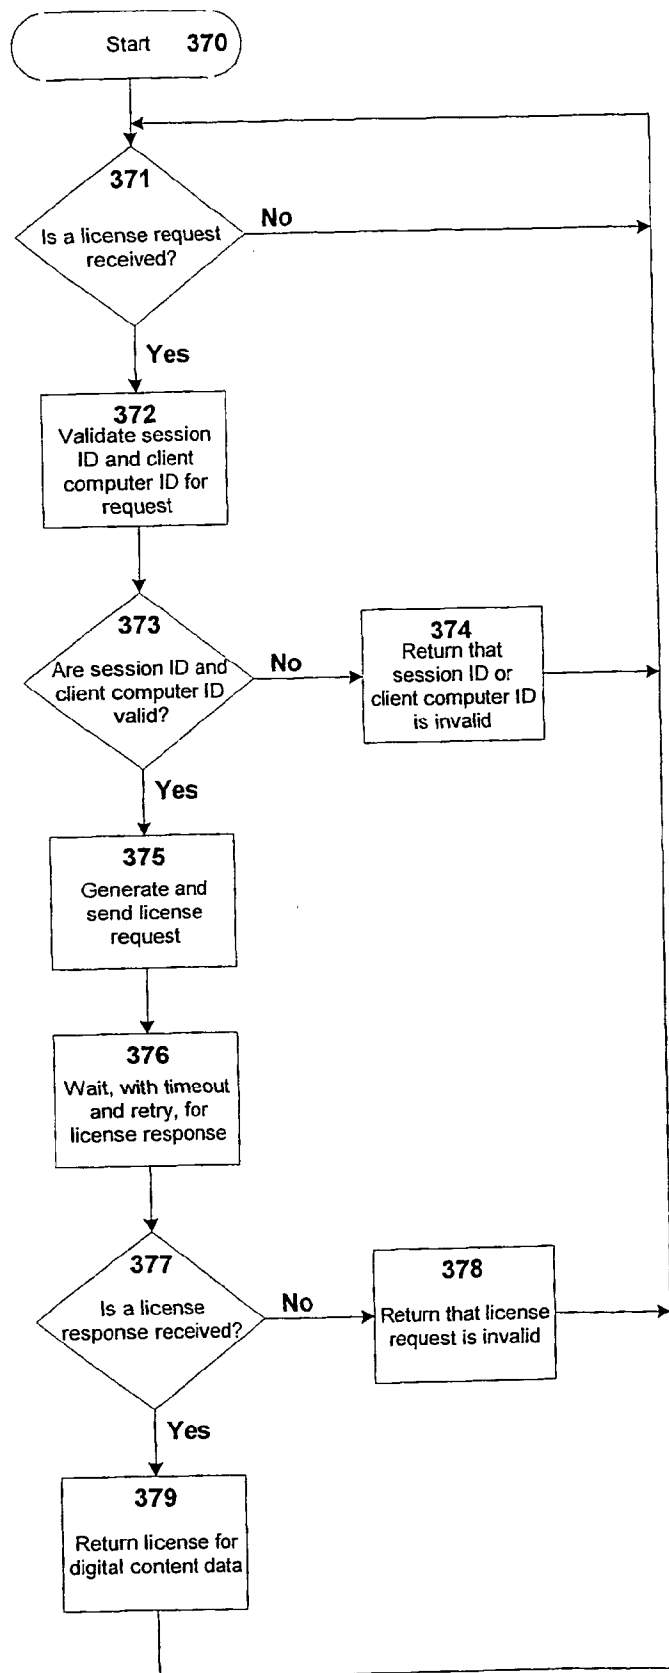 Start 370
371
Is a license request
received?
No
Yes
372
Validate session
ID and client
computer ID for
request
373
Are session ID and
client computer ID
valid?
No
374
Return that
session ID or
client computer ID
is invalid
Yes
375
Generate and
send license
request
376
Wait, with timeout
and retry, for
license response
377
Is a license
response received?
No
378
Return that license
request is invalid
Yes
379
Return license for
digital content data